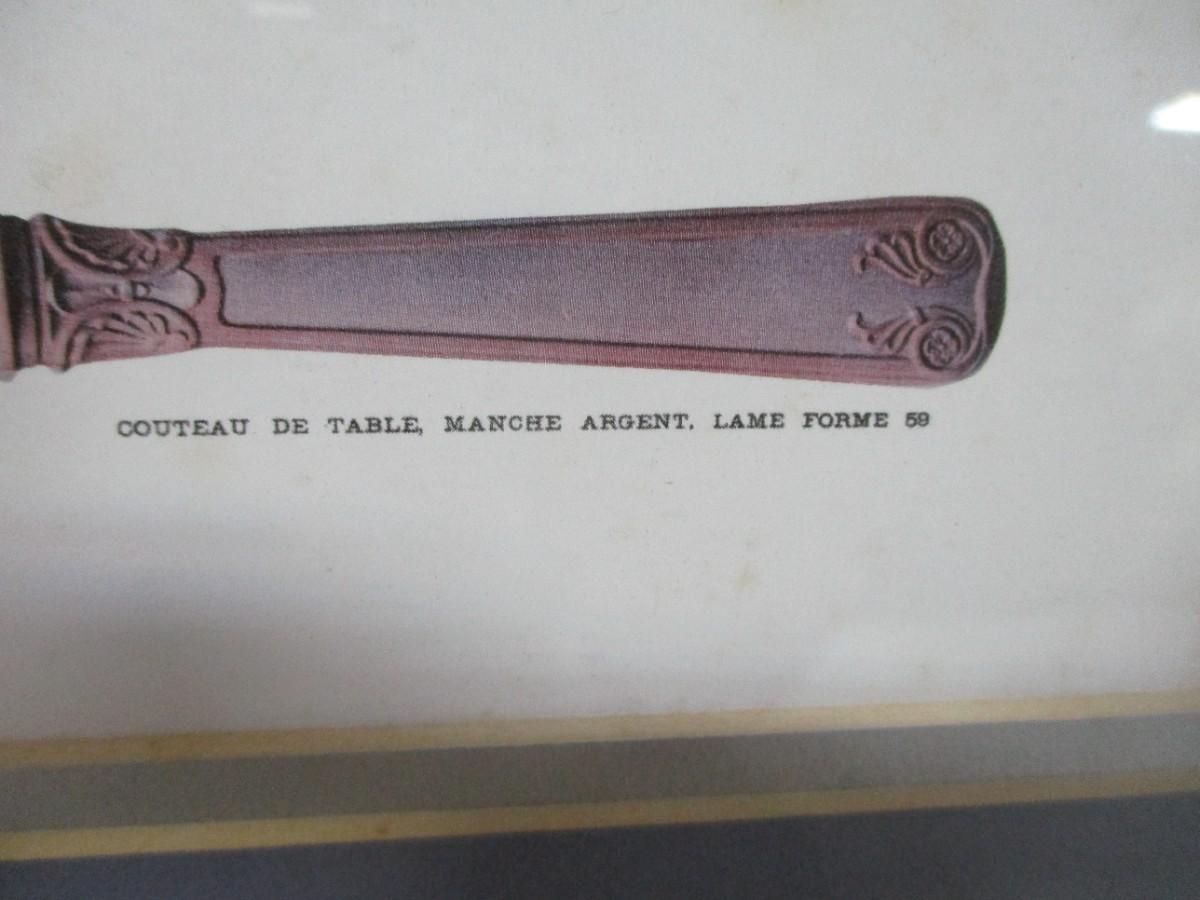 COUTEAU DE TABLE, MANCHE ARGENT. LAME FORME 59